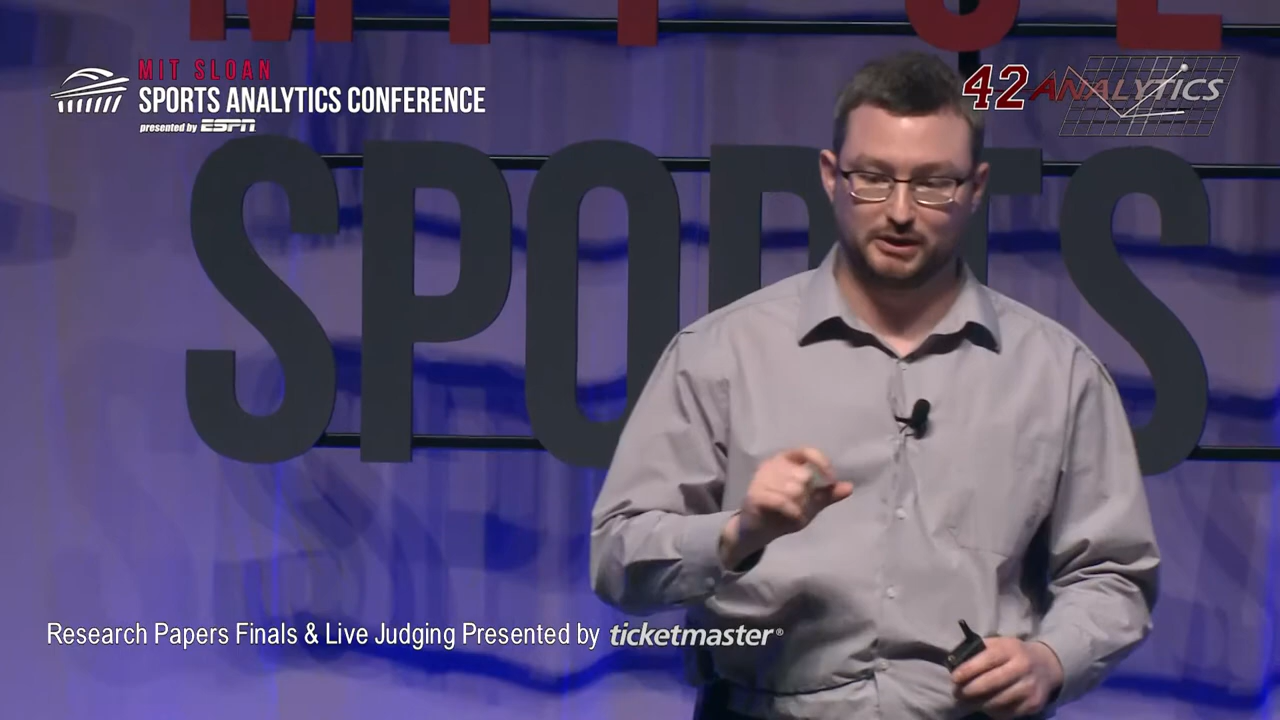 MIT SLOAN
SPORTS ANALYTICS CONFERENCE
presented by ESPN
42 ANALYTICS
SPORTS
Research Papers Finals & Live Judging Presented by ticketmaster®